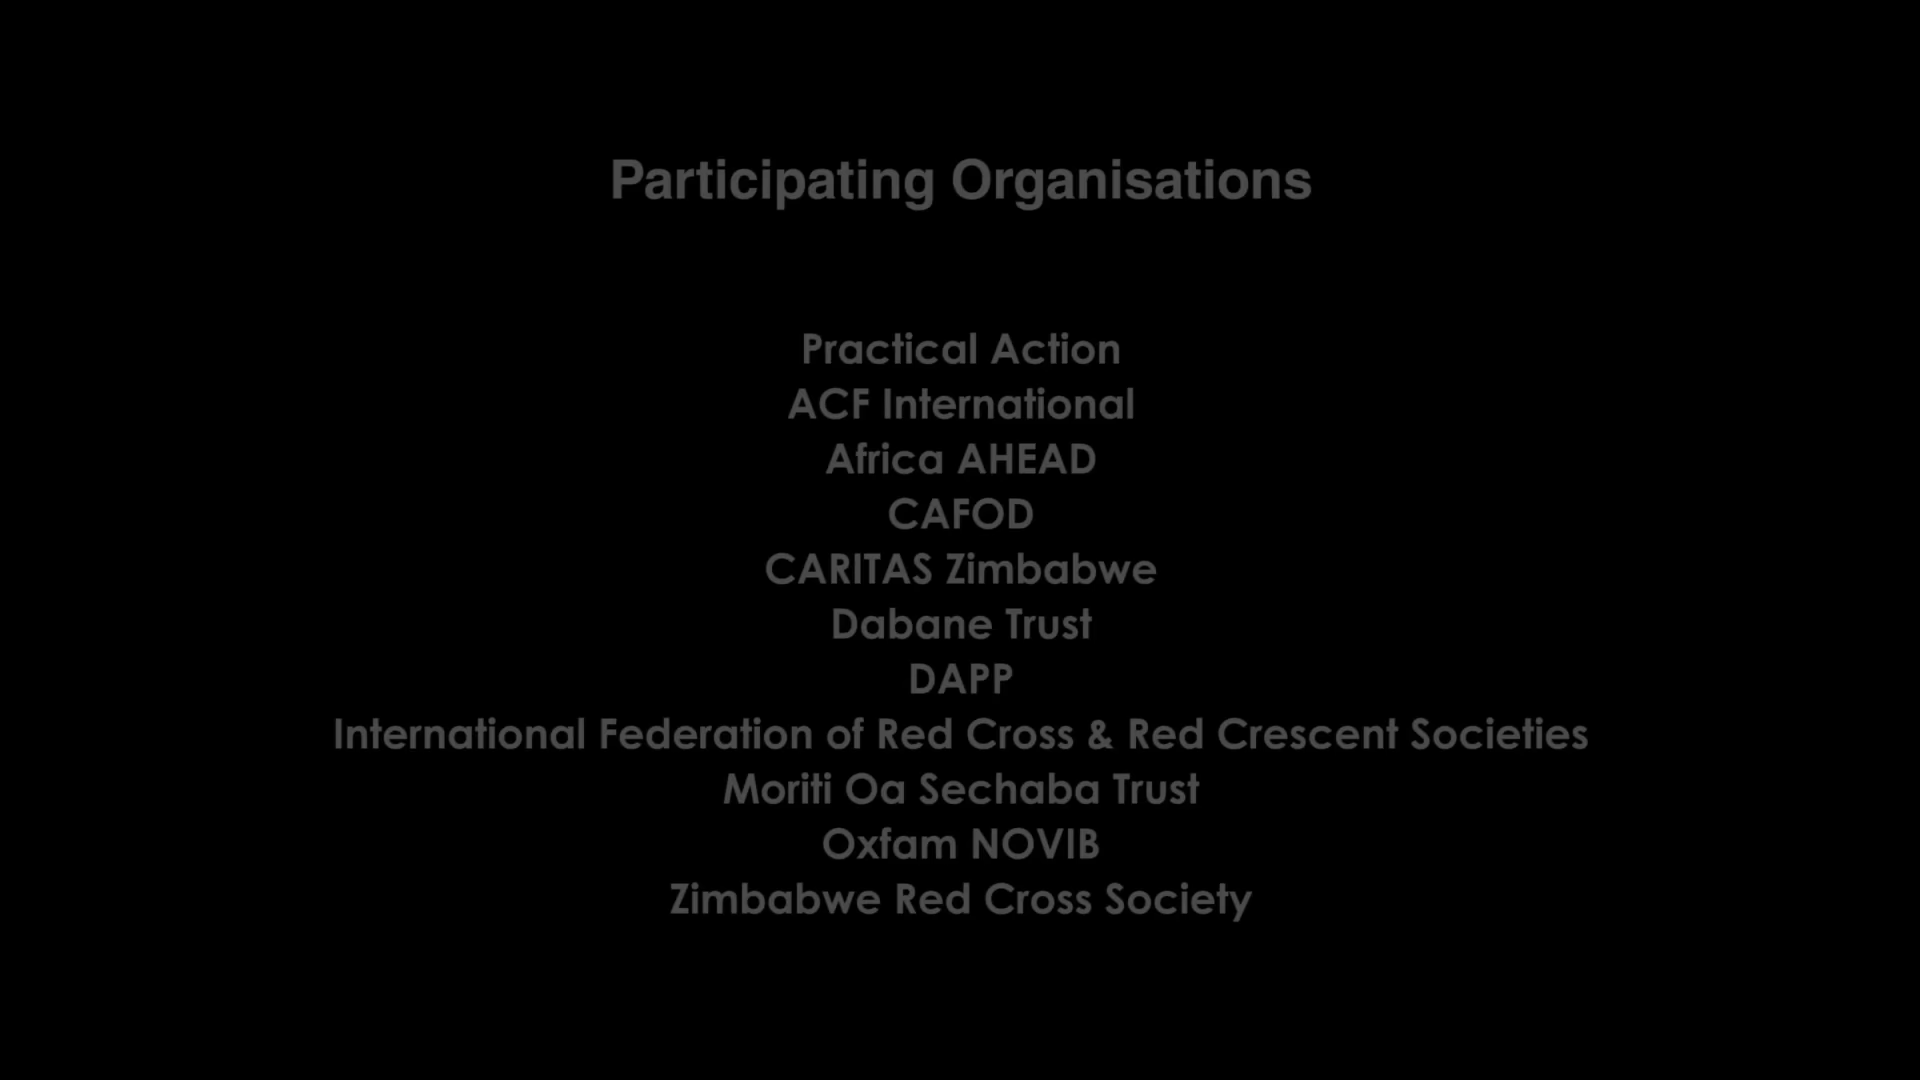 Participating Organisations
Practical Action
ACF International
Africa AHEAD
CAFOD
CARITAS Zimbabwe
Dabane Trust
DAPP
International Federation of Red Cross & Red Crescent Societies
Moriti Oa Sechaba Trust
Oxfam NOVIB
Zimbabwe Red Cross Society